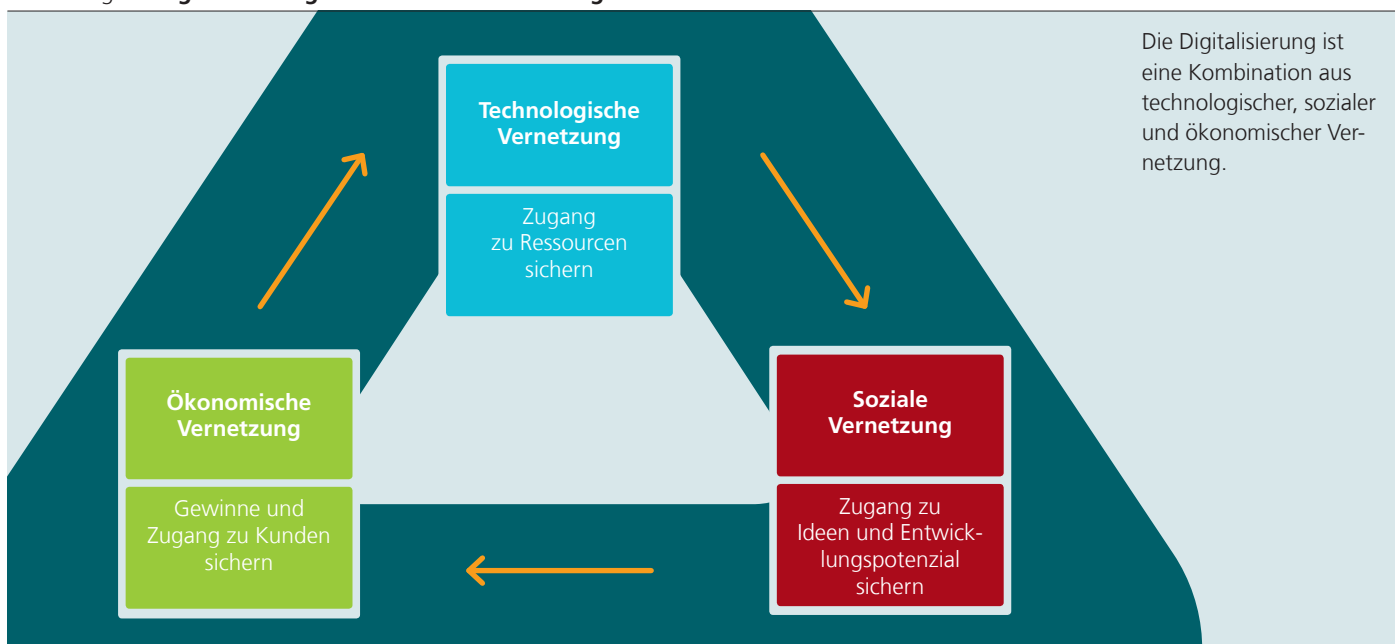 Technologische
Vernetzung
Zugang
zu Ressourcen
sichern
Ökonomische
Vernetzung
Gewinne und
Zugang zu Kunden
sichern
Soziale
Vernetzung
Zugang zu
Ideen und Entwick-
lungspotenzial
sichern
Die Digitalisierung ist
eine Kombination aus
technologischer, sozialer
und ökonomischer Ver-
netzung.